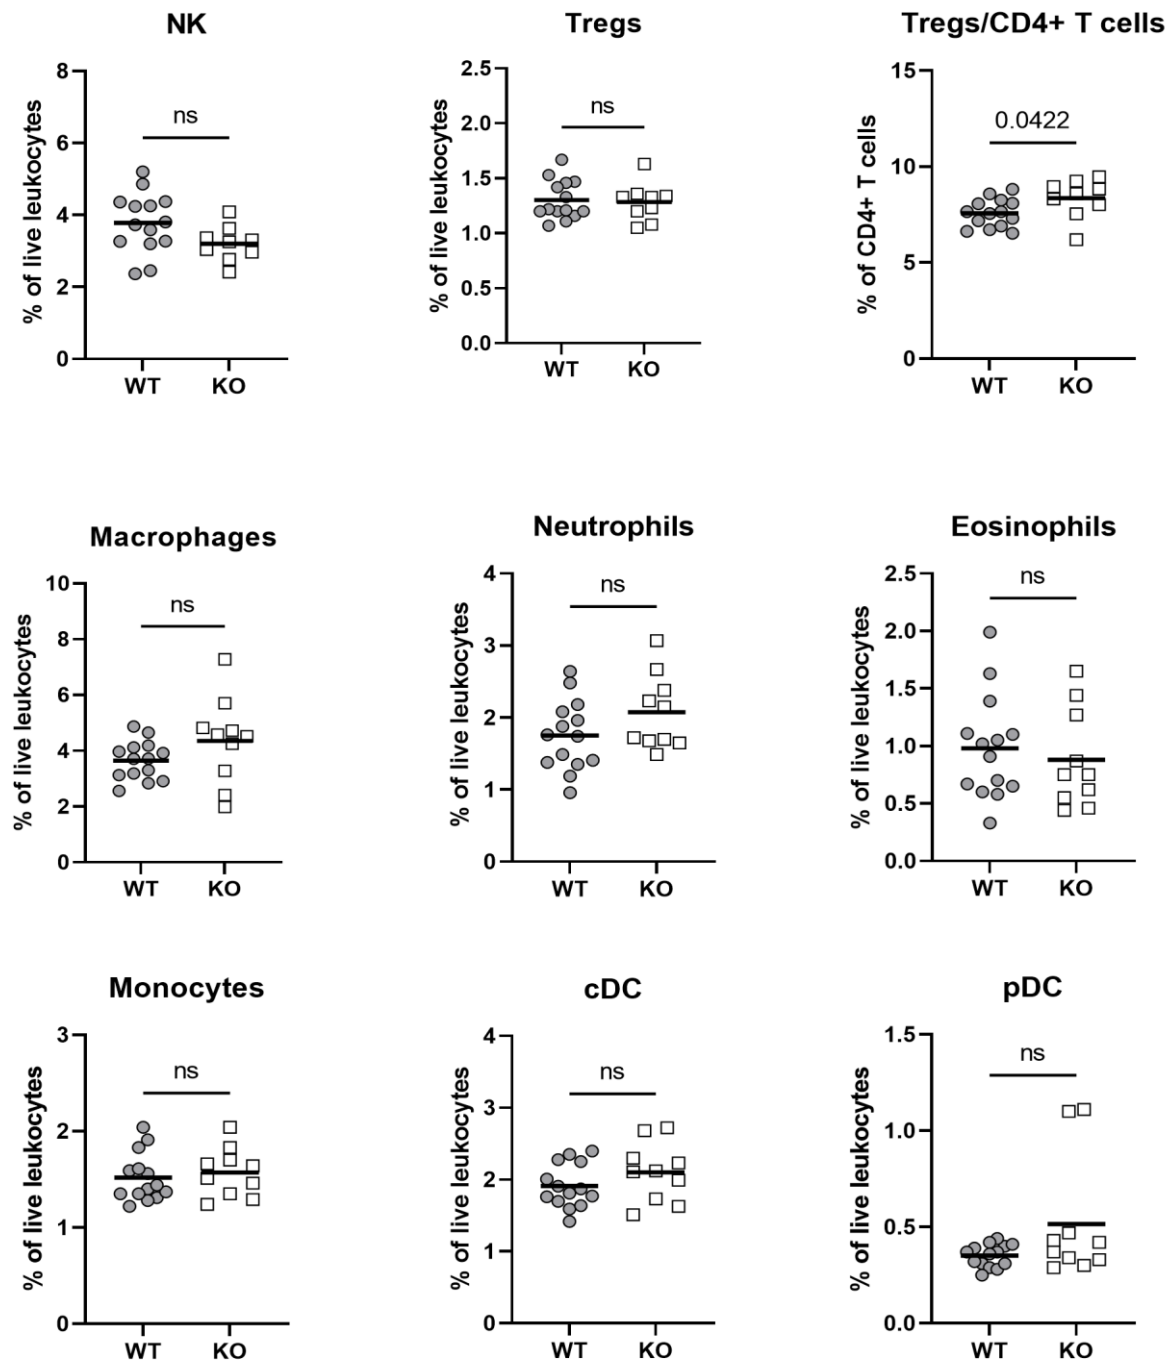 NK
% of live leukocytes
8
6
4
2
0
ns
WT KO
Tregs
% of live leukocytes
2.5
2.0
1.5
1.0
0.5
0.0
ns
WT KO
Tregs/CD4+ T cells
% of CD4+ T cells
15
10
5
0
0.0422
WT KO
Macrophages
% of live leukocytes
10
8
6
4
2
0
ns
WT KO
Neutrophils
% of live leukocytes
4
3
2
1
0
ns
WT KO
Eosinophils
% of live leukocytes
2.5
2.0
1.5
1.0
0.5
0.0
ns
WT KO
Monocytes
% of live leukocytes
3
2
1
0
ns
WT KO
cDC
% of live leukocytes
4
3
2
1
0
ns
WT KO
pDC
% of live leukocytes
1.5
1.0
0.5
0.0
ns
WT KO